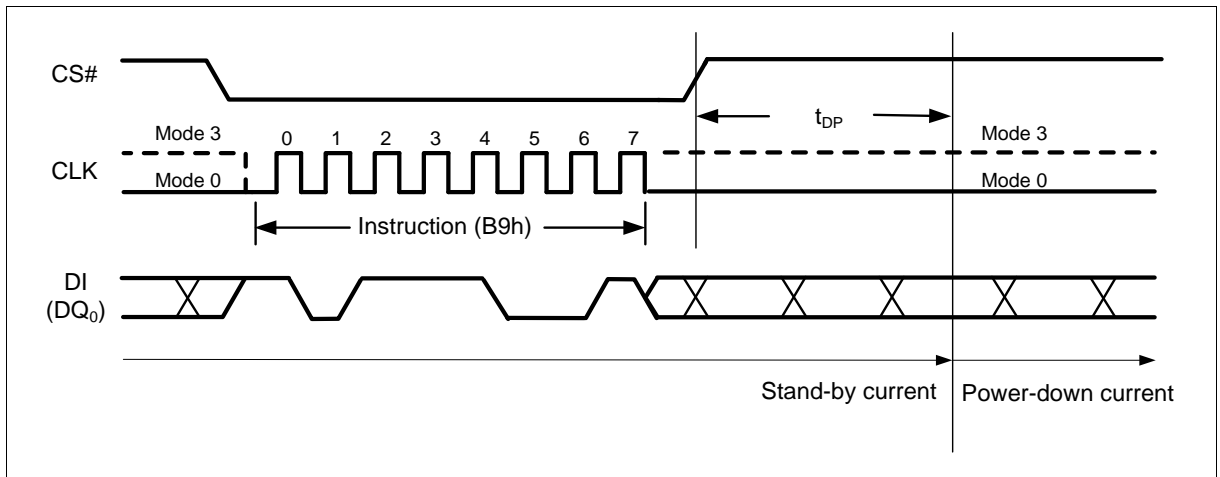 CS#
t_DP
Mode 3
0 1 2 3 4 5 6 7
Mode 3
CLK
Mode 0
Mode 0
Instruction (B9h)
DI
(DQ₀)
Stand-by current
Power-down current